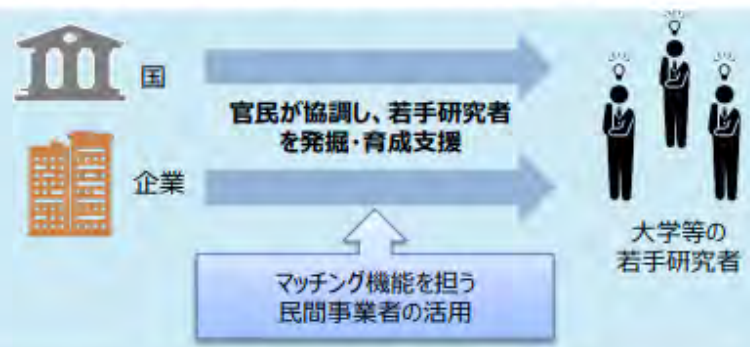 国
官民が協調し、若手研究者
を発掘・育成支援
企業
大学等の
若手研究者
マッチング機能を担う
民間事業者の活用